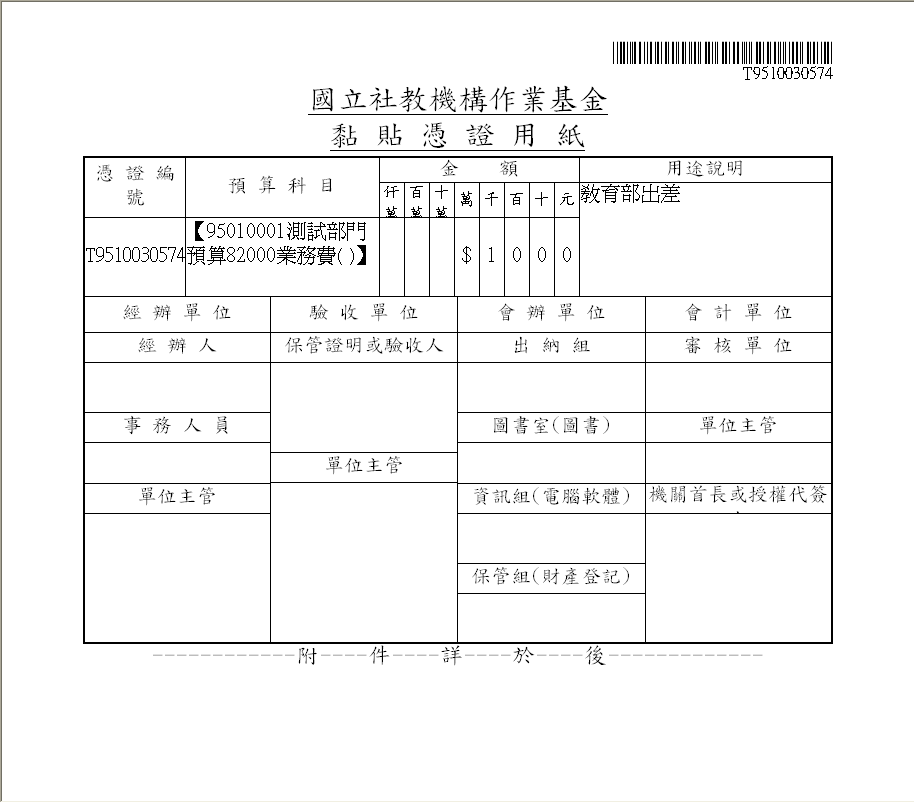 T9510030574
國立社教機構作業基金
黏 貼 憑 證 用 紙
憑 證 編 號
預 算 科 目
金 額
用途說明
仟萬 百萬 十萬 萬 千 百 十 元
教育部出差
T9510030574
【95010001測試部門
預算82000業務費( )】
$ 1 0 0 0
經 辦 單 位
驗 收 單 位
會 辦 單 位
會 計 單 位
經 辦 人
保管證明或驗收人
出 納 組
審 核 單 位
事 務 人 員
圖書室(圖書)
單位主管
單位主管
單位主管
資訊組(電腦軟體)
機關首長或授權代簽
保管組(財產登記)
-------------附----件----詳----於----後-------------